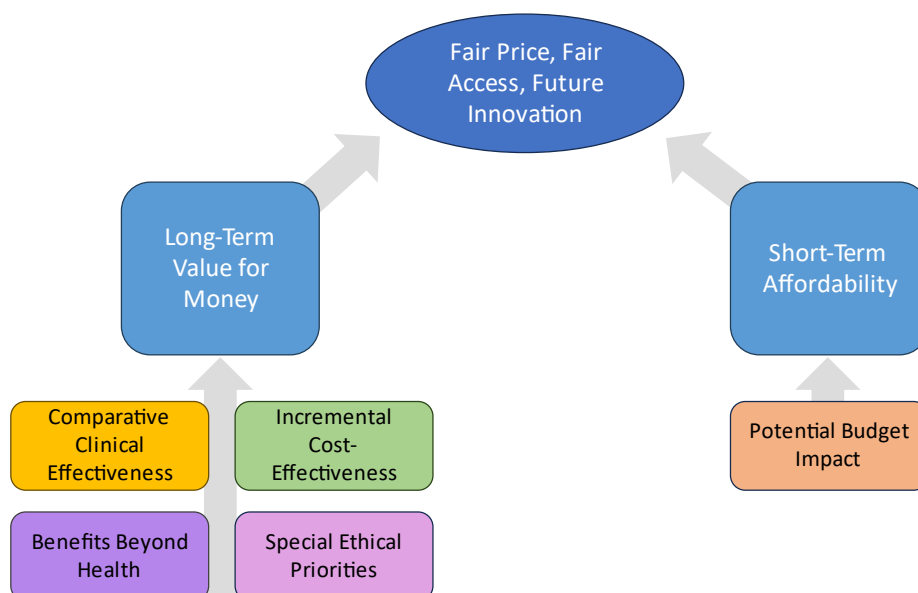 Fair Price, Fair
Access, Future
Innovation
Long-Term
Value for
Money
Short-Term
Affordability
Comparative
Clinical
Effectiveness
Incremental
Cost-
Effectiveness
Potential Budget
Impact
Benefits Beyond
Health
Special Ethical
Priorities